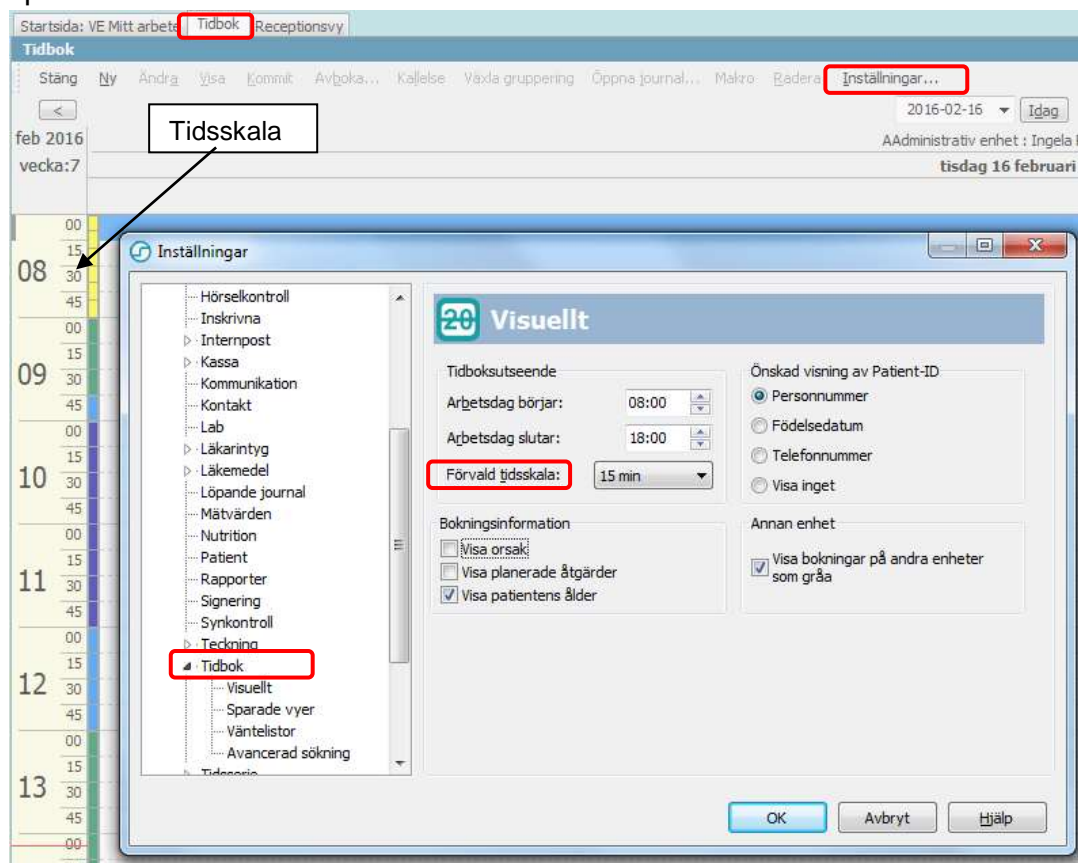 Startsida: VE Mitt arbete Tidbok Receptionsvy
Tidbok
Stäng Ny Ändra Visa Kommit Avboka... Kallelse Växla gruppering Öppna journal... Makro Radera Inställningar...
< 2016-02-16 Idag
Tidsskala
feb 2016 AAdministrativ enhet : Ingela
vecka:7 tisdag 16 februari
00
15
08 30
45
00
15
09 30
45
00
15
10 30
45
00
15
11 30
45
00
15
12 30
45
00
15
13 30
45
00
Inställningar
Hörselkontroll
Inskrivna
Internpost
Kassa
Kommunikation
Kontakt
Lab
Läkarintyg
Läkemedel
Löpande journal
Mätvärden
Nutrition
Patient
Rapporter
Signering
Synkontroll
Teckning
Tidbok
Visuellt
Sparade vyer
Väntelistor
Avancerad sökning
Tidserie
20 Visuellt
Tidboksutseende
Arbetsdag börjar: 08:00
Arbetsdag slutar: 18:00
Förvald tidsskala: 15 min
Bokningsinformation
Visa orsak
Visa planerade åtgärder
Visa patientens ålder
Önskad visning av Patient-ID
Personnummer
Födelsedatum
Telefonnummer
Visa inget
Annan enhet
Visa bokningar på andra enheter
som gråa
OK Avbryt Hjälp